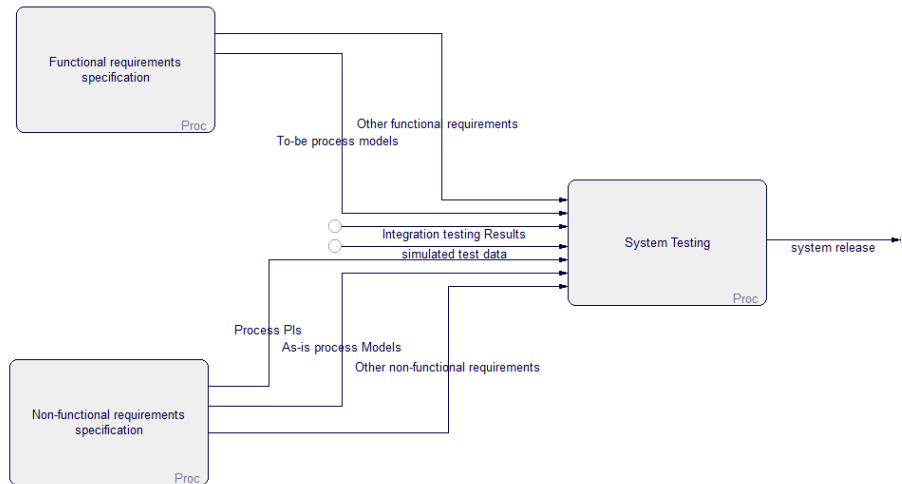 Functional requirements
specification
Proc
Other functional requirements
To-be process models
Integration testing Results
simulated test data
System Testing
Proc
system release
Process PIs
As-is process Models
Other non-functional requirements
Non-functional requirements
specification
Proc